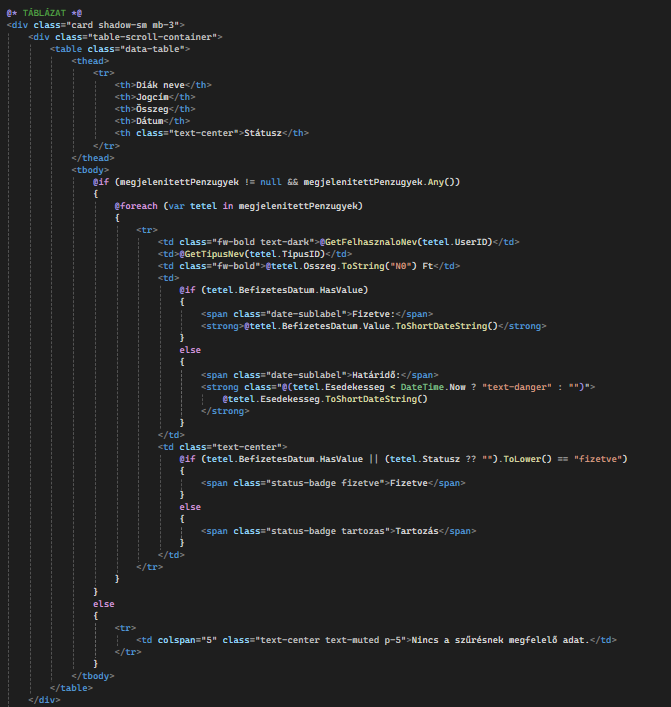 @* TÁBLÁZAT *@
<div class="card shadow-sm mb-3">
    <div class="table-scroll-container">
        <table class="data-table">
            <thead>
                <tr>
                    <th>Diák neve</th>
                    <th>Jogcím</th>
                    <th>Összeg</th>
                    <th>Dátum</th>
                    <th class="text-center">Státusz</th>
                </tr>
            </thead>
            <tbody>
                @if (megjelenitettPenzugyek != null && megjelenitettPenzugyek.Any())
                {
                    @foreach (var tetel in megjelenitettPenzugyek)
                    {
                        <tr>
                            <td class="fw-bold text-dark">@GetFelhasznaloNev(tetel.UserID)</td>
                            <td>@GetTipusNev(tetel.TipusID)</td>
                            <td class="fw-bold">@tetel.Osszeg.ToString("N0") Ft</td>
                            <td>
                                @if (tetel.BefizetesDatum.HasValue)
                                {
                                    <span class="date-sublabel">Fizetve:</span>
                                    <strong>@tetel.BefizetesDatum.Value.ToShortDateString()</strong>
                                }
                                else
                                {
                                    <span class="date-sublabel">Határidő:</span>
                                    <strong class="@(tetel.Esedekesseg < DateTime.Now ? "text-danger" : "")">
                                        @tetel.Esedekesseg.ToShortDateString()
                                    </strong>
                                }
                            </td>
                            <td class="text-center">
                                @if (tetel.BefizetesDatum.HasValue || (tetel.Statusz ?? "").ToLower() == "fizetve")
                                {
                                    <span class="status-badge fizetve">Fizetve</span>
                                }
                                else
                                {
                                    <span class="status-badge tartozas">Tartozás</span>
                                }
                            </td>
                        </tr>
                    }
                }
                else
                {
                    <tr>
                        <td colspan="5" class="text-center text-muted p-5">Nincs a szűrésnek megfelelő adat.</td>
                    </tr>
                }
            </tbody>
        </table>
    </div>